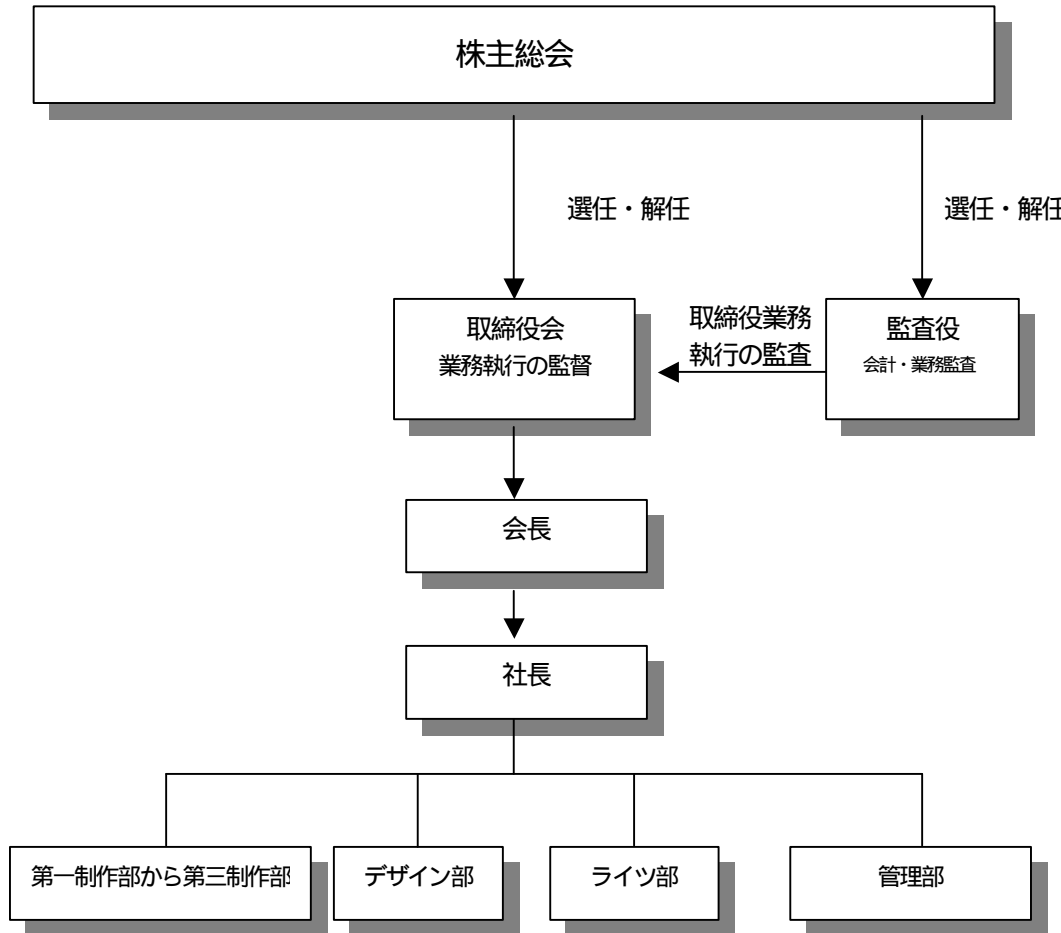 株主総会
選任・解任
選任・解任
取締役会
業務執行の監督
取締役業務
執行の監査
監査役
会計・業務監査
会長
社長
第一制作部から第三制作部
デザイン部
ライツ部
管理部